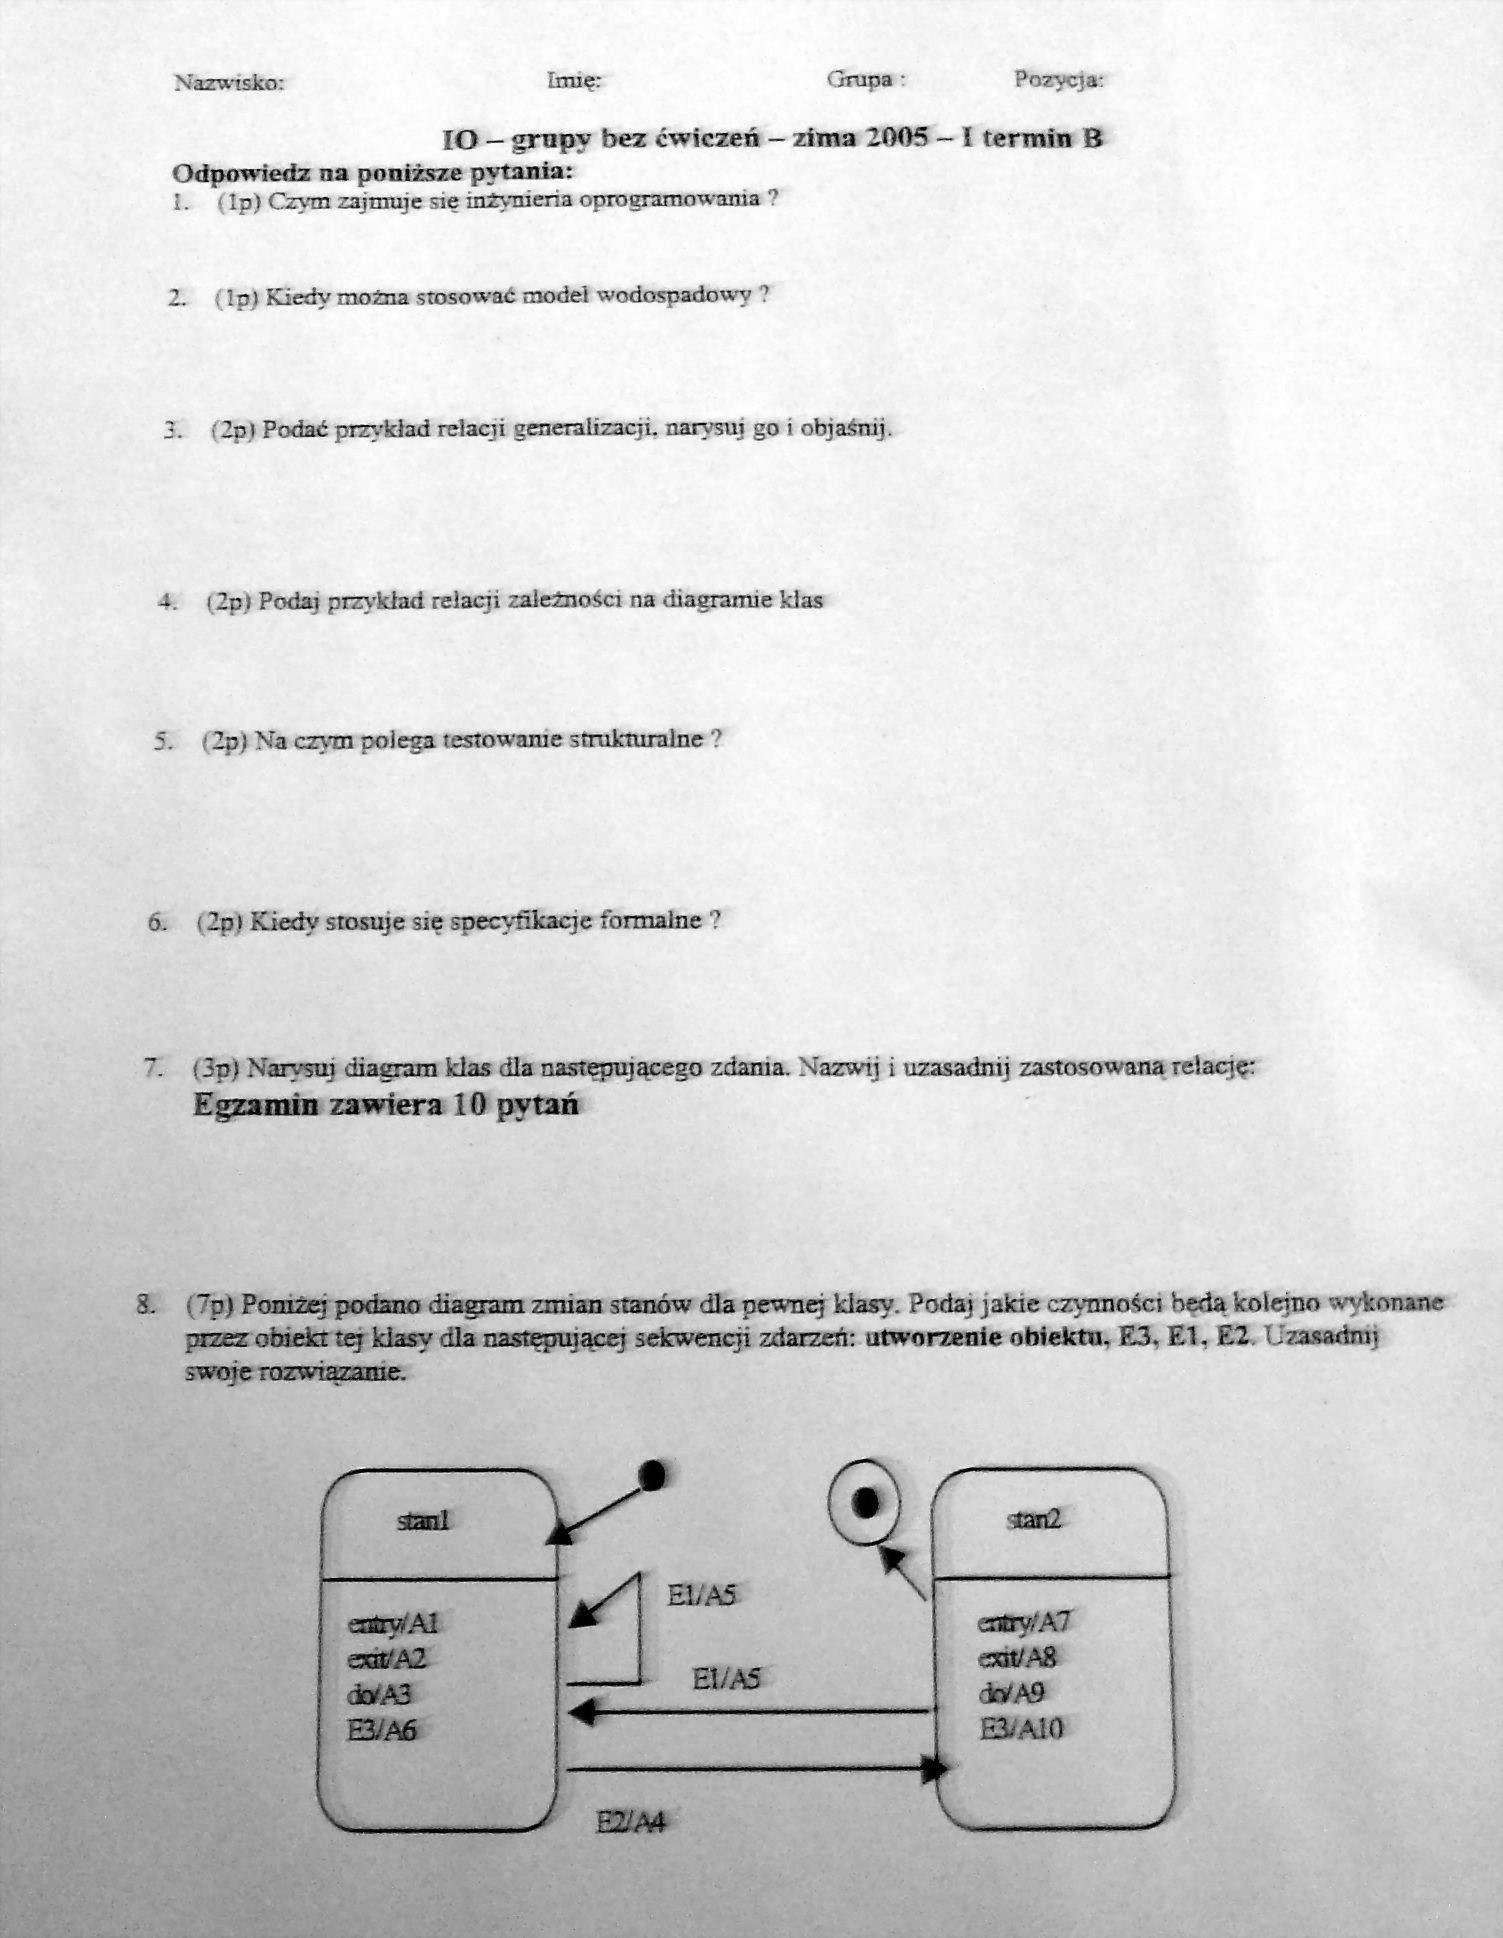 Nazwisko: Imię: Grupa : Pozycja:
IO – grupy bez ćwiczeń – zima 2005 – I termin B
Odpowiedz na poniższe pytania:
1. (1p) Czym zajmuje się inżynieria oprogramowania ?
2. (1p) Kiedy można stosować model wodospadowy ?
3. (2p) Podać przykład relacji generalizacji, narysuj go i objaśnij.
4. (2p) Podaj przykład relacji zależności na diagramie klas
5. (2p) Na czym polega testowanie strukturalne ?
6. (2p) Kiedy stosuje się specyfikacje formalne ?
7. (3p) Narysuj diagram klas dla następującego zdania. Nazwij i uzasadnij zastosowaną relację:
Egzamin zawiera 10 pytań
8. (7p) Poniżej podano diagram zmian stanów dla pewnej klasy. Podaj jakie czynności będą kolejno wykonane
przez obiekt tej klasy dla następującej sekwencji zdarzeń: utworzenie obiektu, E3, E1, E2. Uzasadnij
swoje rozwiązanie.
stan1
entry/A1
exit/A2
do/A3
E3/A6
E1/A5
E1/A5
E2/A4
stan2
entry/A7
exit/A8
do/A9
E3/A10